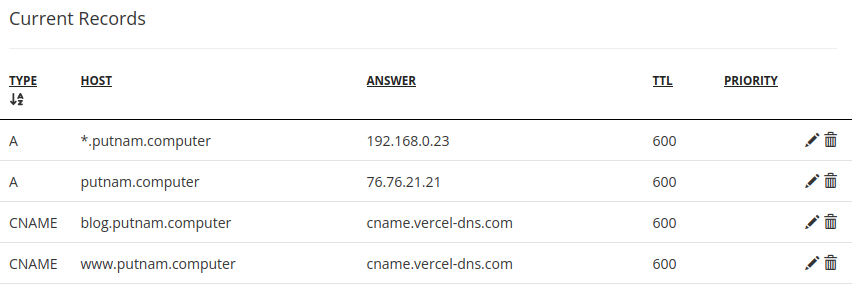 Current Records
TYPE HOST ANSWER TTL PRIORITY
A *.putnam.computer 192.168.0.23 600
A putnam.computer 76.76.21.21 600
CNAME blog.putnam.computer cname.vercel-dns.com 600
CNAME www.putnam.computer cname.vercel-dns.com 600